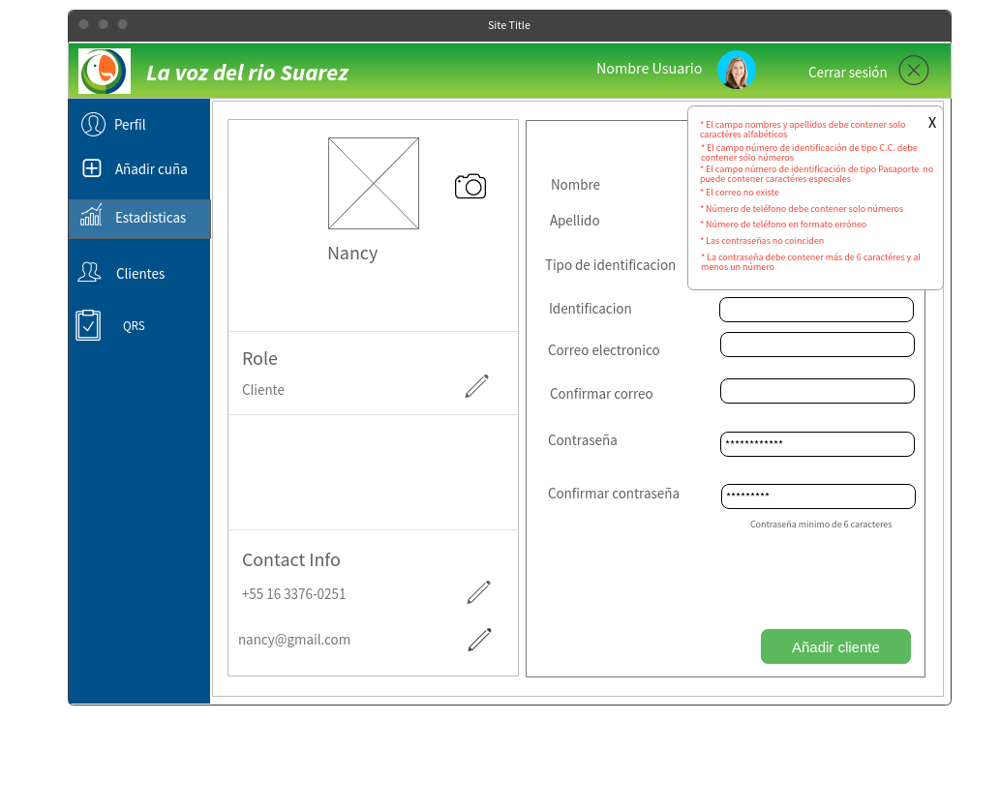 Site Title
La voz del rio Suarez
Nombre Usuario
Cerrar sesión
Perfil
Añadir cuña
Estadisticas
Clientes
QRS
Nancy
Role
Cliente
Contact Info
+55 16 3376-0251
nancy@gmail.com
X
* El campo nombres y apellidos debe contener solo
caractéres alfabéticos
* El campo número de identificación de tipo C.C. debe
contener sólo números
* El campo número de identificación de tipo Pasaporte no
puede contener caractéres especiales
* El correo no existe
* Número de teléfono debe contener solo números
* Número de teléfono en formato erróneo
* Las contraseñas no coinciden
* La contraseña debe contener más de 6 caractéres y al
menos un número
Nombre
Apellido
Tipo de identificacion
Identificacion
Correo electronico
Confirmar correo
Contraseña
************
Confirmar contraseña
*********
Contraseña minimo de 6 caracteres
Añadir cliente